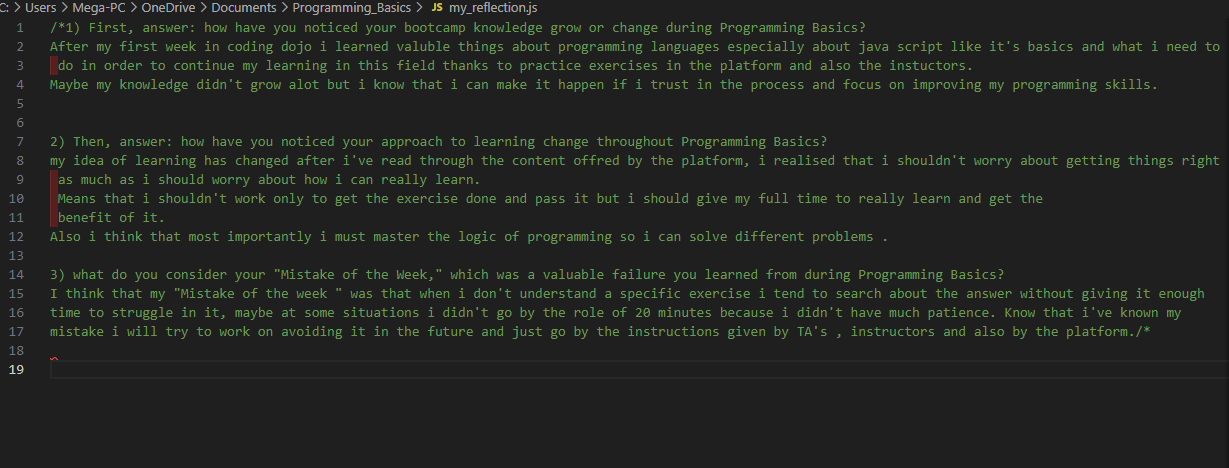 C: > Users > Mega-PC > OneDrive > Documents > Programming_Basics > JS my_reflection.js
1 /*1) First, answer: how have you noticed your bootcamp knowledge grow or change during Programming Basics?
2 After my first week in coding dojo i learned valuble things about programming languages especially about java script like it's basics and what i need to
3 do in order to continue my learning in this field thanks to practice exercises in the platform and also the instuctors.
4 Maybe my knowledge didn't grow alot but i know that i can make it happen if i trust in the process and focus on improving my programming skills.
5
6
7 2) Then, answer: how have you noticed your approach to learning change throughout Programming Basics?
8 my idea of learning has changed after i've read through the content offred by the platform, i realised that i shouldn't worry about getting things right
9 as much as i should worry about how i can really learn.
10 Means that i shouldn't work only to get the exercise done and pass it but i should give my full time to really learn and get the
11 benefit of it.
12 Also i think that most importantly i must master the logic of programming so i can solve different problems .
13
14 3) what do you consider your "Mistake of the Week," which was a valuable failure you learned from during Programming Basics?
15 I think that my "Mistake of the week " was that when i don't understand a specific exercise i tend to search about the answer without giving it enough
16 time to struggle in it, maybe at some situations i didn't go by the role of 20 minutes because i didn't have much patience. Know that i've known my
17 mistake i will try to work on avoiding it in the future and just go by the instructions given by TA's , instructors and also by the platform./*
18
19